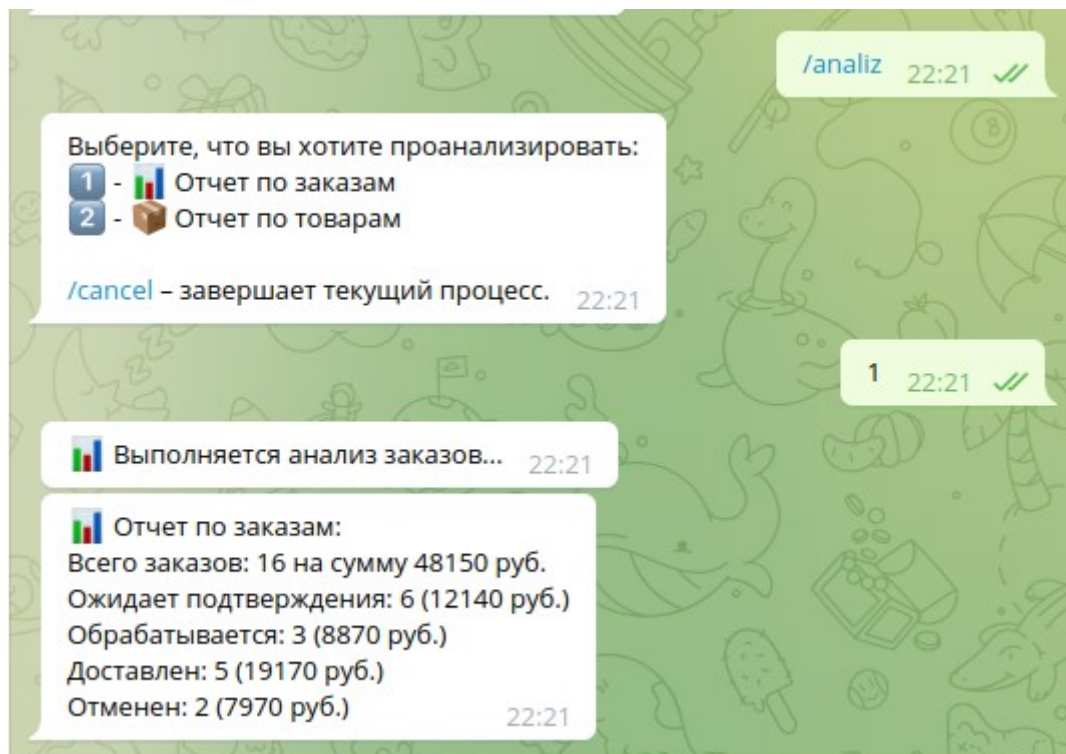 /analiz 22:21
Выберите, что вы хотите проанализировать:
1 - Отчет по заказам
2 - Отчет по товарам
/cancel – завершает текущий процесс. 22:21
1 22:21
Выполняется анализ заказов... 22:21
Отчет по заказам:
Всего заказов: 16 на сумму 48150 руб.
Ожидает подтверждения: 6 (12140 руб.)
Обрабатывается: 3 (8870 руб.)
Доставлен: 5 (19170 руб.)
Отменен: 2 (7970 руб.) 22:21